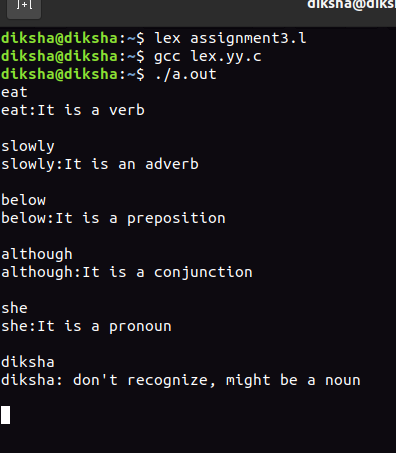 diksha@diks
diksha@diksha:~$ lex assignment3.l
diksha@diksha:~$ gcc lex.yy.c
diksha@diksha:~$ ./a.out
eat
eat:It is a verb
slowly
slowly:It is an adverb
below
below:It is a preposition
although
although:It is a conjunction
she
she:It is a pronoun
diksha
diksha: don't recognize, might be a noun